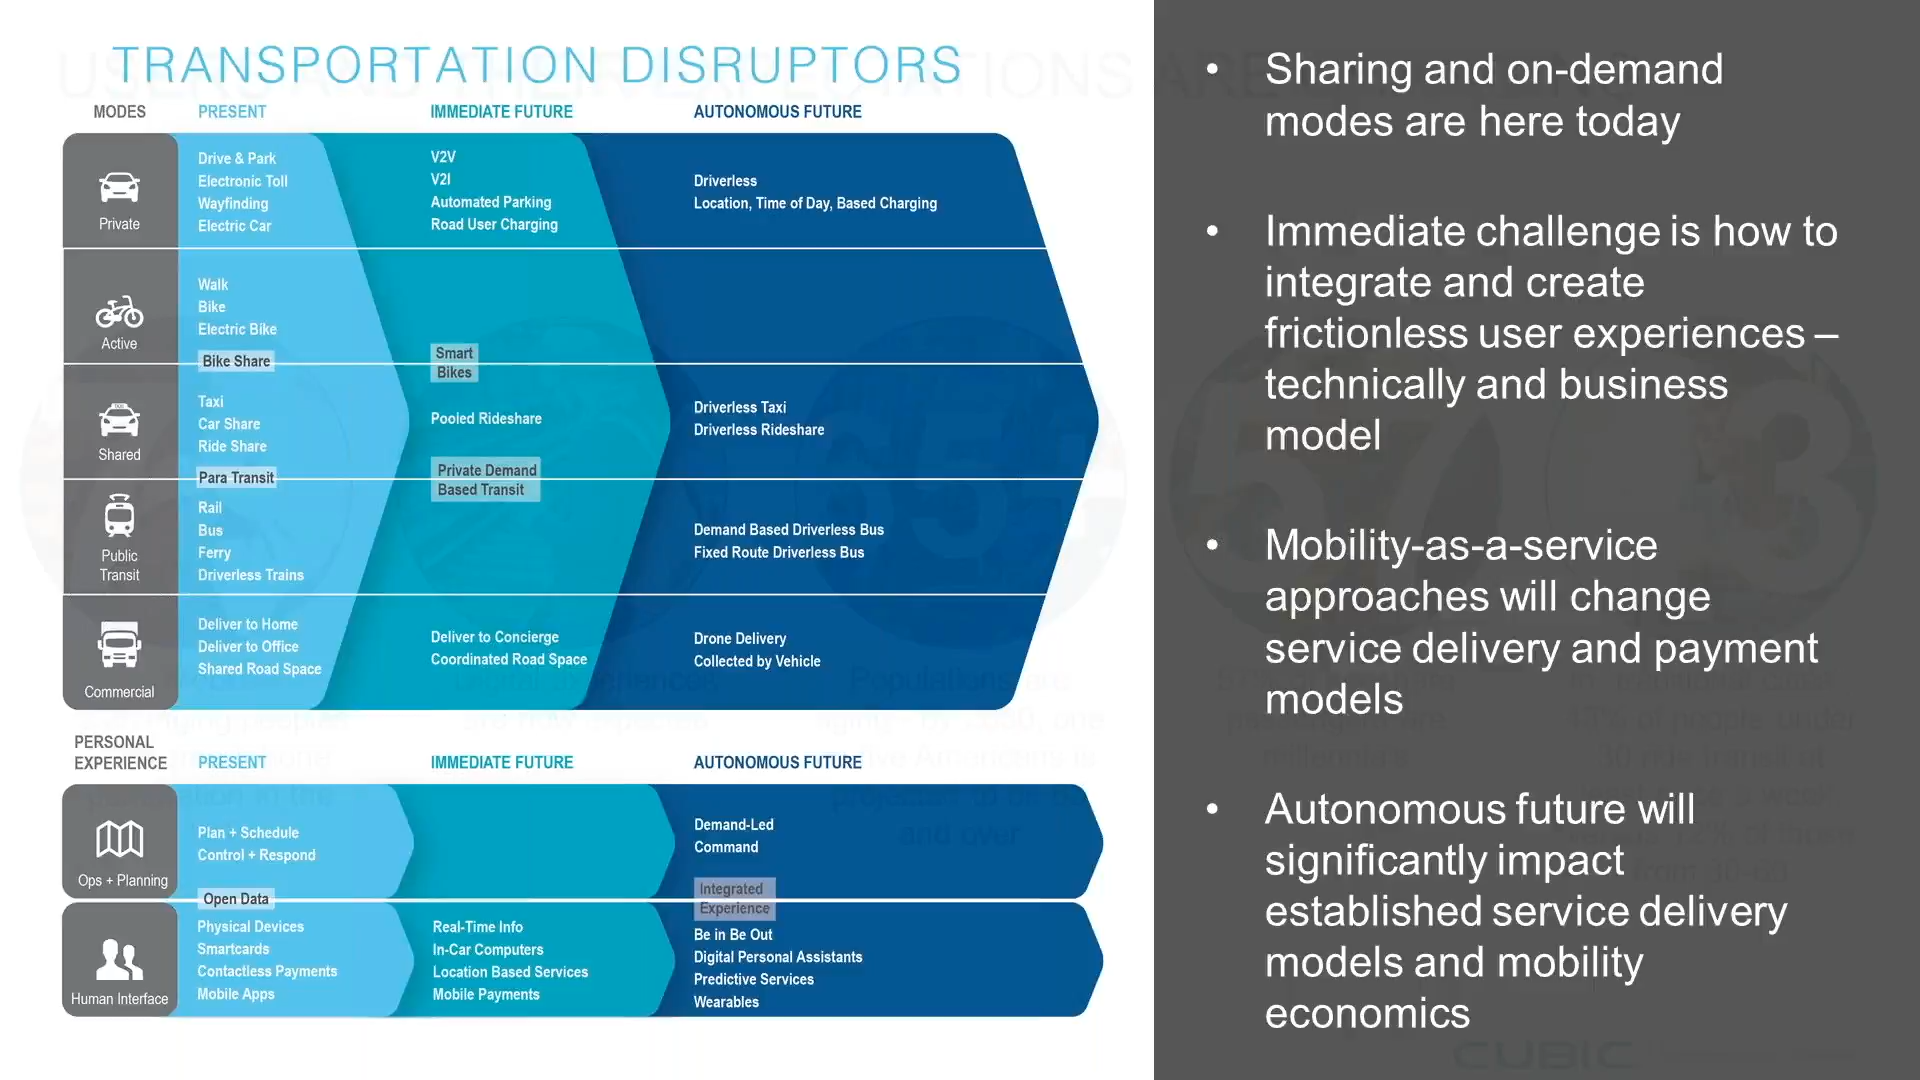 TRANSPORTATION DISRUPTORS
MODES
PRESENT
IMMEDIATE FUTURE
AUTONOMOUS FUTURE
Private
Drive & Park
Electronic Toll
Wayfinding
Electric Car
V2V
V2I
Automated Parking
Road User Charging
Driverless
Location, Time of Day, Based Charging
Active
Walk
Bike
Electric Bike
Bike Share
Smart
Bikes
Shared
Taxi
Car Share
Ride Share
Pooled Rideshare
Driverless Taxi
Driverless Rideshare
Para Transit
Private Demand
Based Transit
Public
Transit
Rail
Bus
Ferry
Driverless Trains
Demand Based Driverless Bus
Fixed Route Driverless Bus
Commercial
Deliver to Home
Deliver to Office
Shared Road Space
Deliver to Concierge
Coordinated Road Space
Drone Delivery
Collected by Vehicle
PERSONAL
EXPERIENCE
PRESENT
IMMEDIATE FUTURE
AUTONOMOUS FUTURE
Ops + Planning
Plan + Schedule
Control + Respond
Demand-Led
Command
Open Data
Integrated
Experience
Human Interface
Physical Devices
Smartcards
Contactless Payments
Mobile Apps
Real-Time Info
In-Car Computers
Location Based Services
Mobile Payments
Be in Be Out
Digital Personal Assistants
Predictive Services
Wearables
• Sharing and on-demand
modes are here today
• Immediate challenge is how to
integrate and create
frictionless user experiences –
technically and business
model
• Mobility-as-a-service
approaches will change
service delivery and payment
models
• Autonomous future will
significantly impact
established service delivery
models and mobility
economics
CUBIC